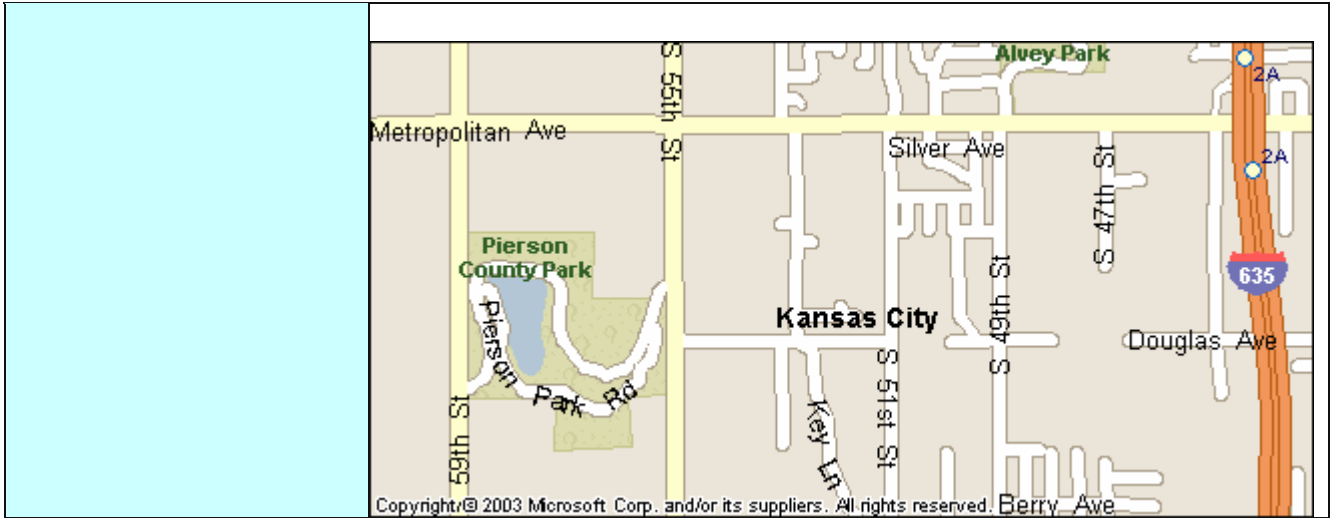 Alvey Park
2A
S 55th St
Metropolitan Ave
Silver Ave
2A
S 47th St
Pierson
County Park
635
S 49th St
Kansas City
Pierson Park Rd
Douglas Ave
S 51st St
Key Ln
59th St
Copyright © 2003 Microsoft Corp. and/or its suppliers. All rights reserved.
Berry Ave